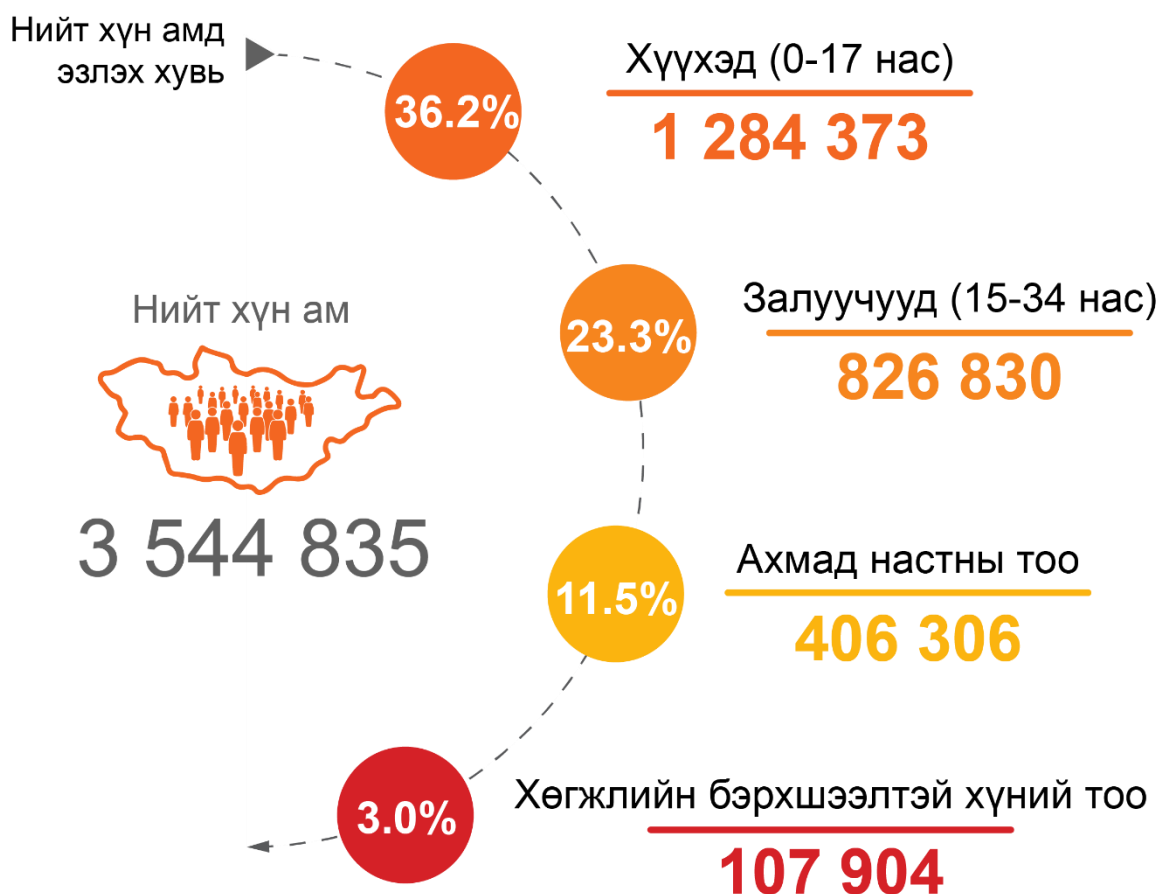 Нийт хүн амд
эзлэх хувь
36.2%
Хүүхэд (0-17 нас)
1 284 373
23.3%
Залуучууд (15-34 нас)
826 830
Нийт хүн ам
3 544 835
11.5%
Ахмад настны тоо
406 306
3.0%
Хөгжлийн бэрхшээлтэй хүний тоо
107 904